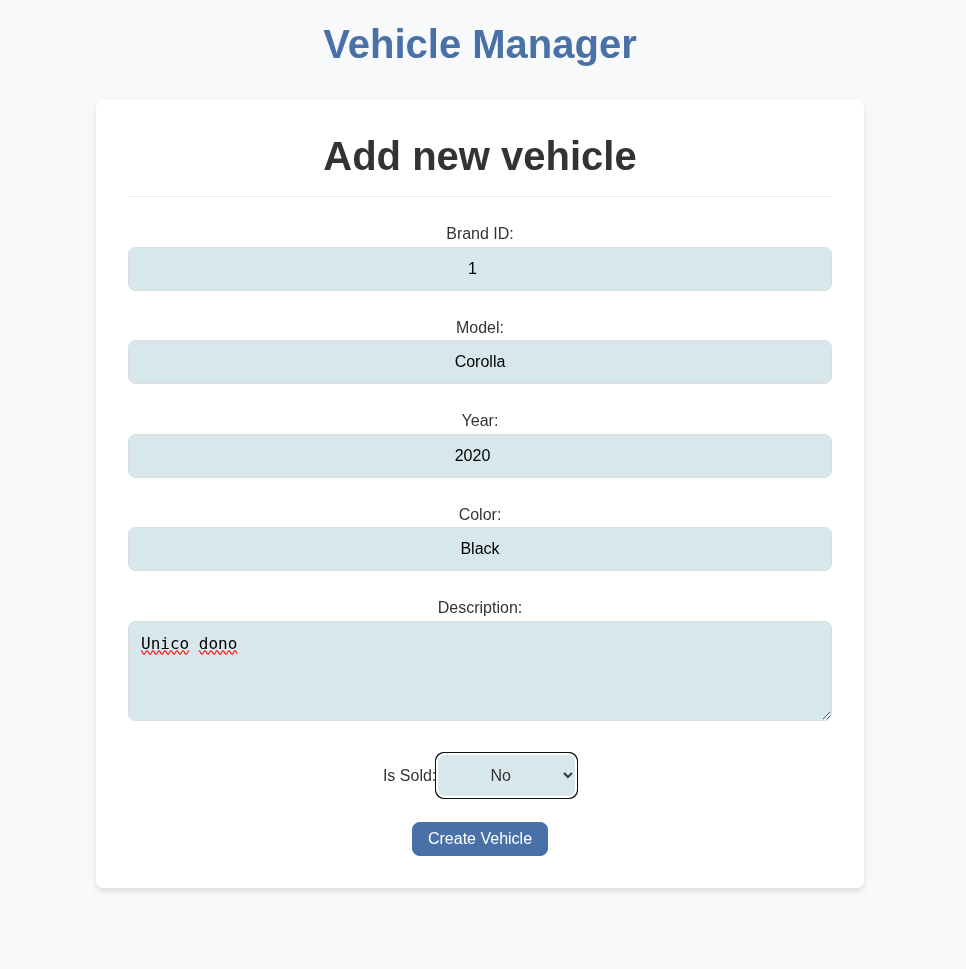 Vehicle Manager
Add new vehicle
Brand ID:
1
Model:
Corolla
Year:
2020
Color:
Black
Description:
Unico dono
Is Sold: No
Create Vehicle